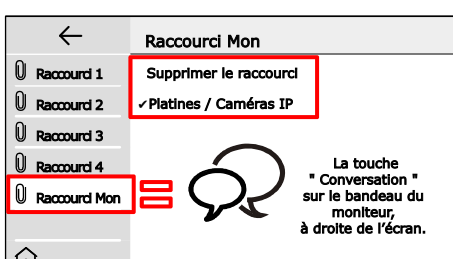 Raccourci Mon
Raccourci 1
Raccourci 2
Raccourci 3
Raccourci 4
Raccourci Mon
Supprimer le raccourci
✓Platines / Caméras IP
La touche
" Conversation "
sur le bandeau du
moniteur,
à droite de l'écran.